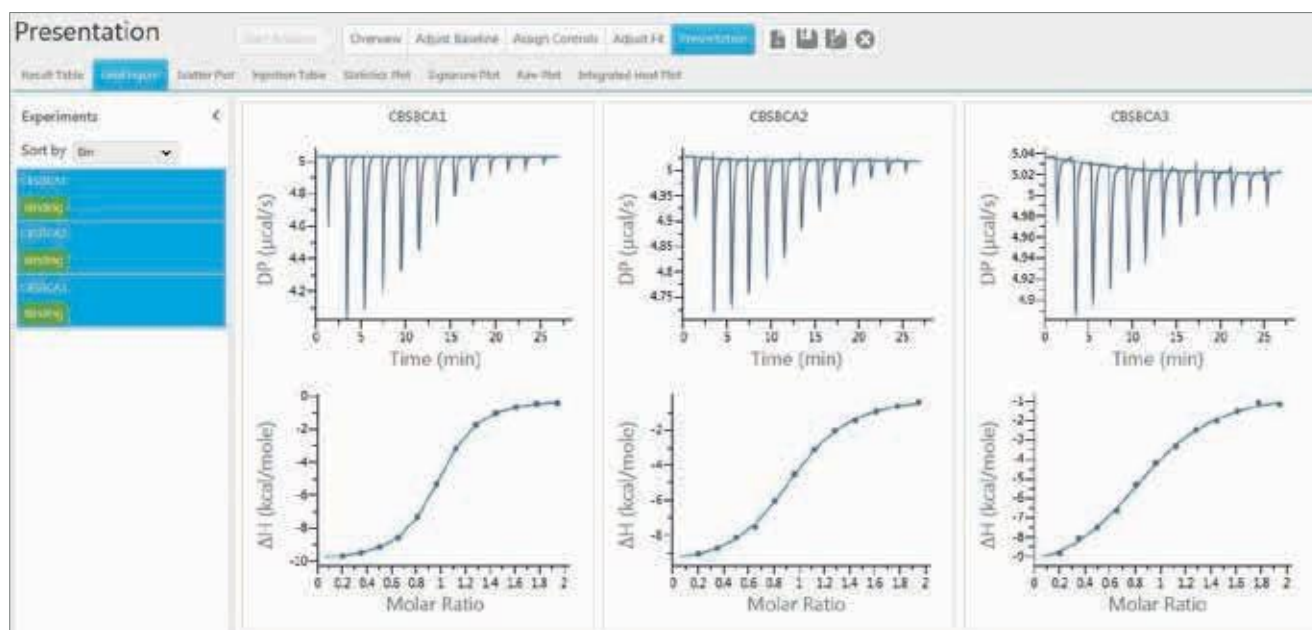 Presentation
Overview Adjust Baseline Assign Controls Adjust Fit Presentation
Result Table Final Figure Scatter Plot Injection Table Statistics Plot Signature Plot Raw Plot Integrated Heat Plot
Experiments
Sort by
CBSBCA1
Binding
CBSBCA2
Binding
Binding
CBSBCA1
5
4.8
4.6
4.4
4.2
DP (µcal/s)
0 5 10 15 20 25
Time (min)
0
-2
-4
-6
-8
-10
ΔH (kcal/mole)
0 0.2 0.4 0.6 0.8 1 1.2 1.4 1.6 1.8 2
Molar Ratio
CBSBCA2
5
4.95
4.9
4.85
4.8
4.75
DP (µcal/s)
0 5 10 15 20 25
Time (min)
-2
-4
-6
-8
ΔH (kcal/mole)
0 0.2 0.4 0.6 0.8 1 1.2 1.4 1.6 1.8 2
Molar Ratio
CBSBCA3
5.04
5.02
5
4.98
4.96
4.94
4.92
4.9
DP (µcal/s)
0 5 10 15 20 25
Time (min)
-1
-2
-3
-4
-5
-6
-7
-8
-9
ΔH (kcal/mole)
0 0.2 0.4 0.6 0.8 1 1.2 1.4 1.6 1.8 2
Molar Ratio